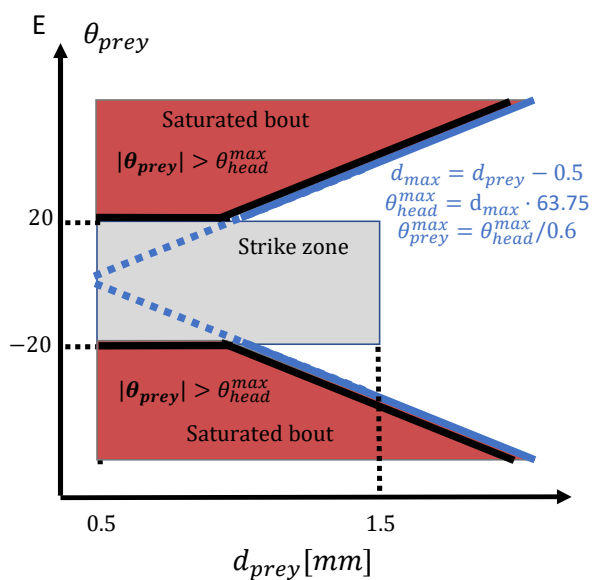 E
θ_prey
Saturated bout
|θ_prey| > θ_head^max
d_max = d_prey − 0.5
θ_head^max = d_max · 63.75
θ_prey^max = θ_head^max/0.6
20
Strike zone
−20
|θ_prey| > θ_head^max
Saturated bout
0.5
1.5
d_prey[mm]